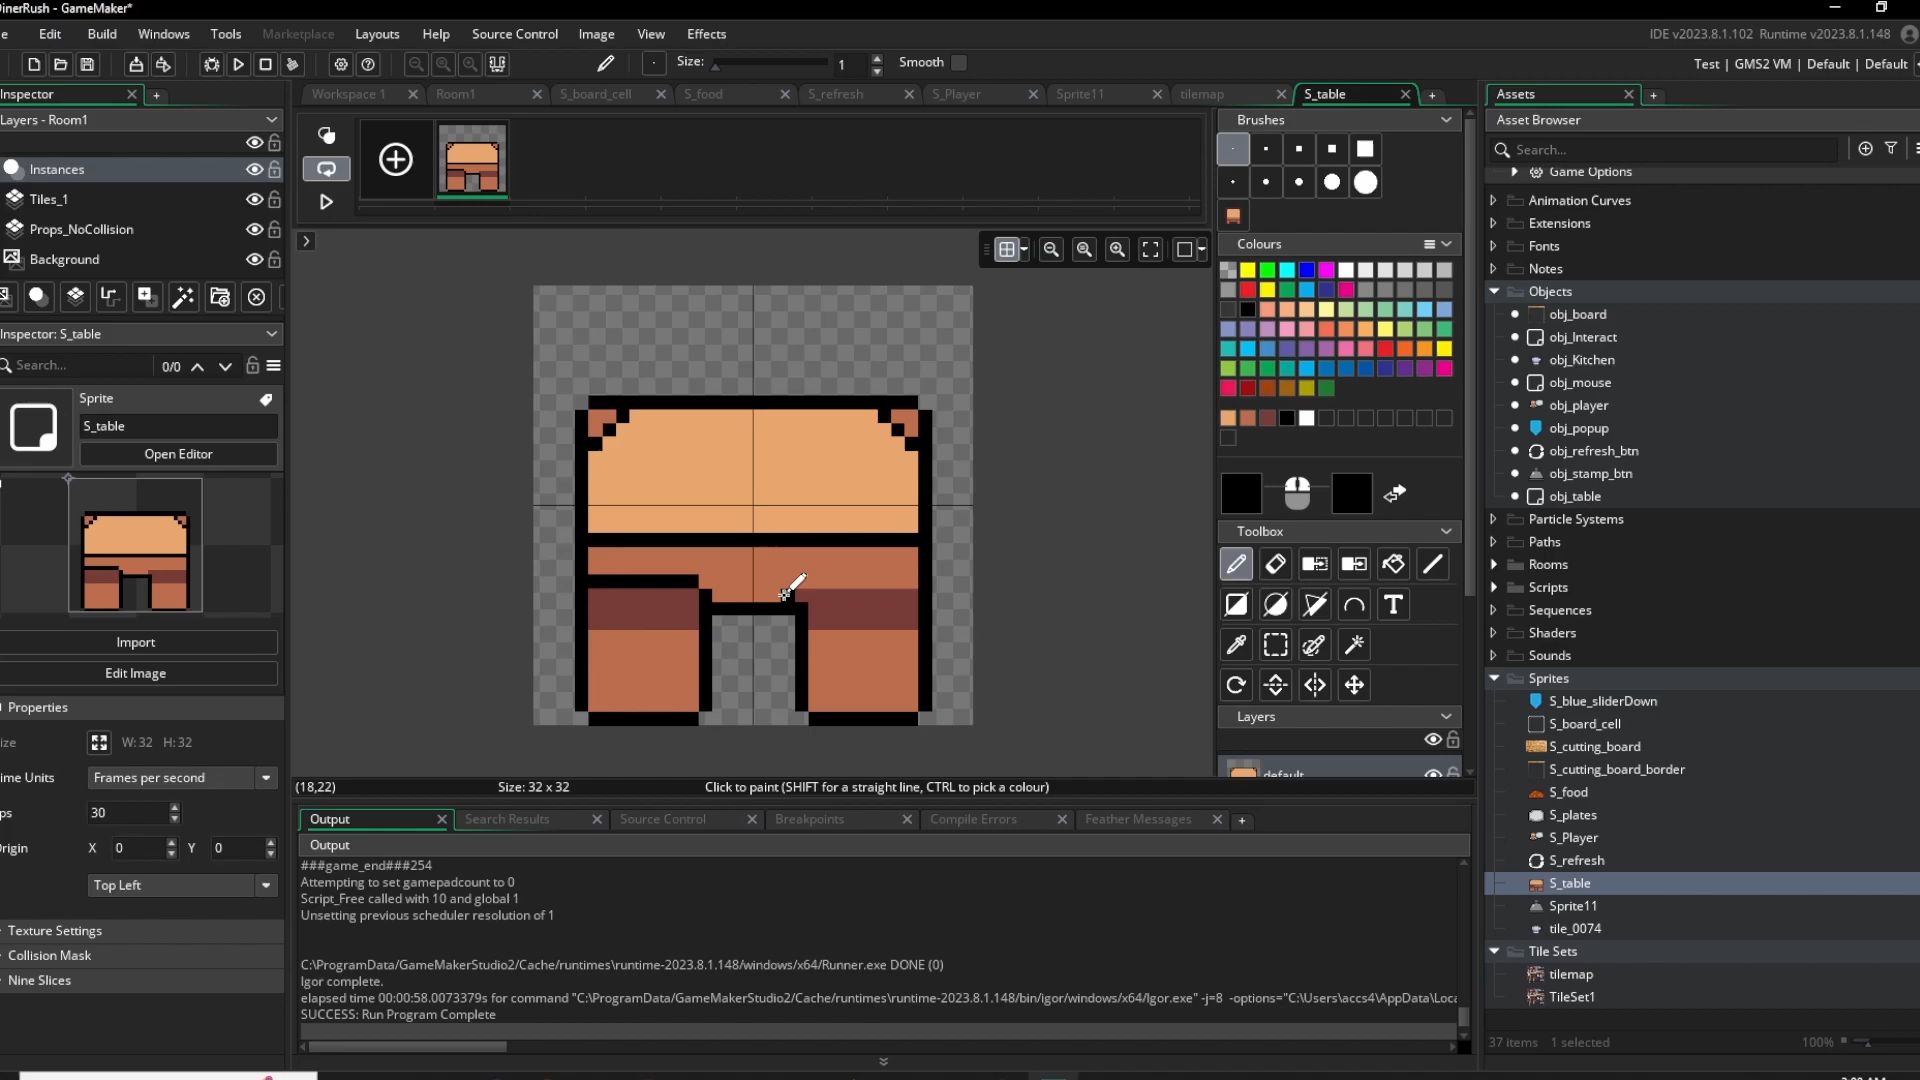 DinerRush - GameMaker*
e Edit Build Windows Tools Marketplace Layouts Help Source Control Image View Effects
IDE v2023.8.1.102 Runtime v2023.8.1.148
Size: 1 Smooth
Test | GMS2 VM | Default | Default
Inspector
Workspace 1 Room1 S_board_cell S_food S_refresh S_Player Sprite11 tilemap S_table
Assets
Layers - Room1
Instances
Tiles_1
Props_NoCollision
Background
Inspector: S_table
Search... 0/0
Sprite
S_table
Open Editor
Import
Edit Image
Properties
ize W: 32 H: 32
ime Units Frames per second
ps 30
rigin X 0 Y 0
Top Left
Texture Settings
Collision Mask
Nine Slices
(18,22) Size: 32 x 32 Click to paint (SHIFT for a straight line, CTRL to pick a colour)
Brushes
Colours
Toolbox
T
Layers
default
Output Search Results Source Control Breakpoints Compile Errors Feather Messages
Output
###game_end###254
Attempting to set gamepadcount to 0
Script_Free called with 10 and global 1
Unsetting previous scheduler resolution of 1
C:\ProgramData/GameMakerStudio2/Cache/runtimes\runtime-2023.8.1.148/windows/x64/Runner.exe DONE (0)
Igor complete.
elapsed time 00:00:58.0073379s for command "C:\ProgramData/GameMakerStudio2/Cache/runtimes\runtime-2023.8.1.148/bin/igor/windows/x64/Igor.exe" -j=8 -options="C:\Users\accs4\AppData\Loca
SUCCESS: Run Program Complete
Asset Browser
Search...
Game Options
Animation Curves
Extensions
Fonts
Notes
Objects
obj_board
obj_Interact
obj_Kitchen
obj_mouse
obj_player
obj_popup
obj_refresh_btn
obj_stamp_btn
obj_table
Particle Systems
Paths
Rooms
Scripts
Sequences
Shaders
Sounds
Sprites
S_blue_sliderDown
S_board_cell
S_cutting_board
S_cutting_board_border
S_food
S_plates
S_Player
S_refresh
S_table
Sprite11
tile_0074
Tile Sets
tilemap
TileSet1
37 items 1 selected 100%